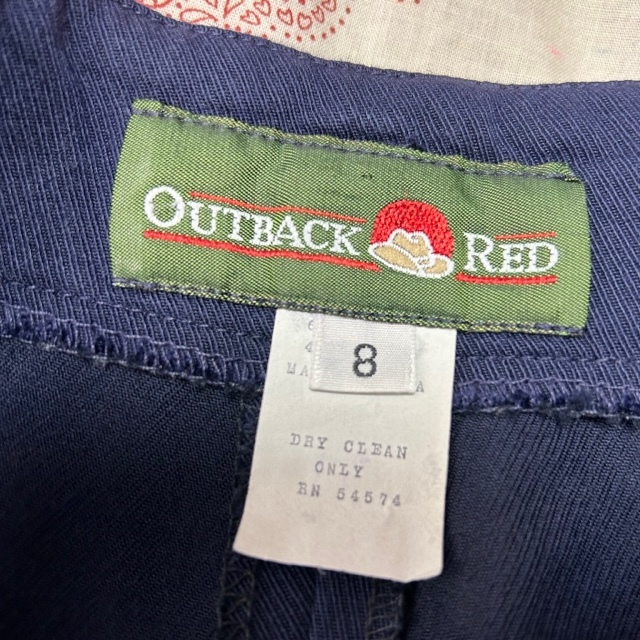 OUTBACK RED
8
DRY CLEAN
ONLY
RN 54574